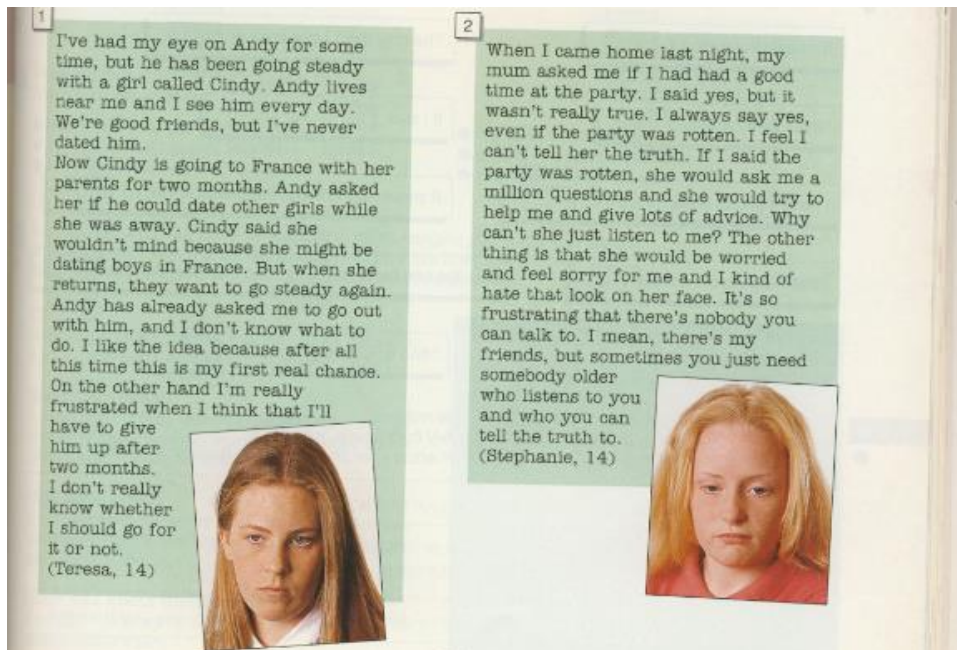 1
I've had my eye on Andy for some
time, but he has been going steady
with a girl called Cindy. Andy lives
near me and I see him every day.
We're good friends, but I've never
dated him.
Now Cindy is going to France with her
parents for two months. Andy asked
her if he could date other girls while
she was away. Cindy said she
wouldn't mind because she might be
dating boys in France. But when she
returns, they want to go steady again.
Andy has already asked me to go out
with him, and I don't know what to
do. I like the idea because after all
this time this is my first real chance.
On the other hand I'm really
frustrated when I think that I'll
have to give
him up after
two months.
I don't really
know whether
I should go for
it or not.
(Teresa, 14)
2
When I came home last night, my
mum asked me if I had had a good
time at the party. I said yes, but it
wasn't really true. I always say yes,
even if the party was rotten. I feel I
can't tell her the truth. If I said the
party was rotten, she would ask me a
million questions and she would try to
help me and give lots of advice. Why
can't she just listen to me? The other
thing is that she would be worried
and feel sorry for me and I kind of
hate that look on her face. It's so
frustrating that there's nobody you
can talk to. I mean, there's my
friends, but sometimes you just need
somebody older
who listens to you
and who you can
tell the truth to.
(Stephanie, 14)